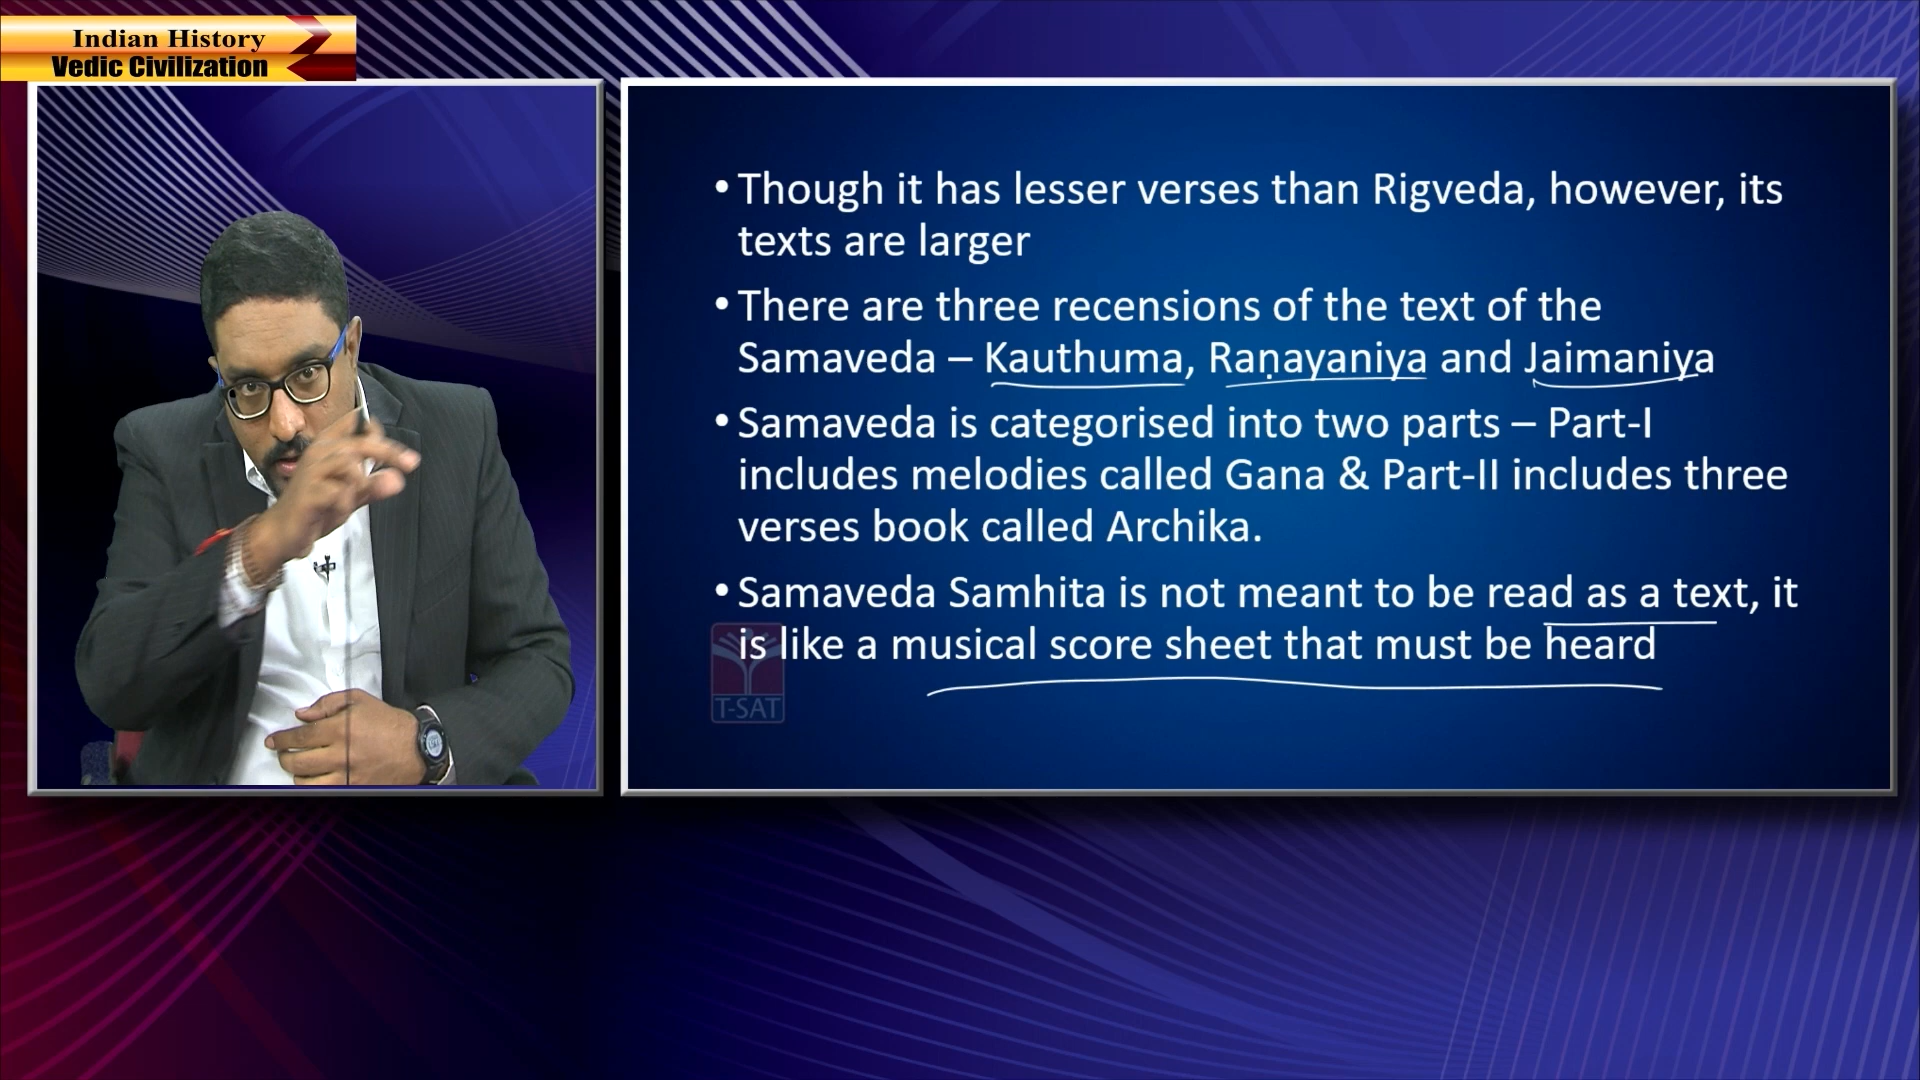 Indian History
Vedic Civilization
• Though it has lesser verses than Rigveda, however, its
texts are larger
• There are three recensions of the text of the
Samaveda – Kauthuma, Raṇayaniya and Jaimaniya
• Samaveda is categorised into two parts – Part-I
includes melodies called Gana & Part-II includes three
verses book called Archika.
• Samaveda Samhita is not meant to be read as a text, it
is like a musical score sheet that must be heard
T-SAT